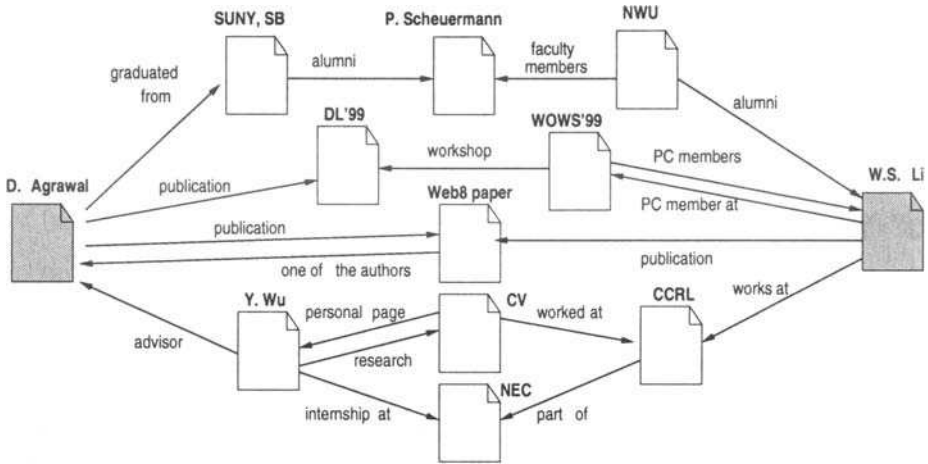 SUNY, SB
P. Scheuermann
NWU
alumni
faculty
members
graduated
from
alumni
DL'99
WOWS'99
workshop
PC members
D. Agrawal
publication
W.S. Li
Web8 paper
PC member at
publication
one of the authors
publication
Y. Wu
CV
CCRL
personal page
worked at
works at
advisor
research
NEC
internship at
part of